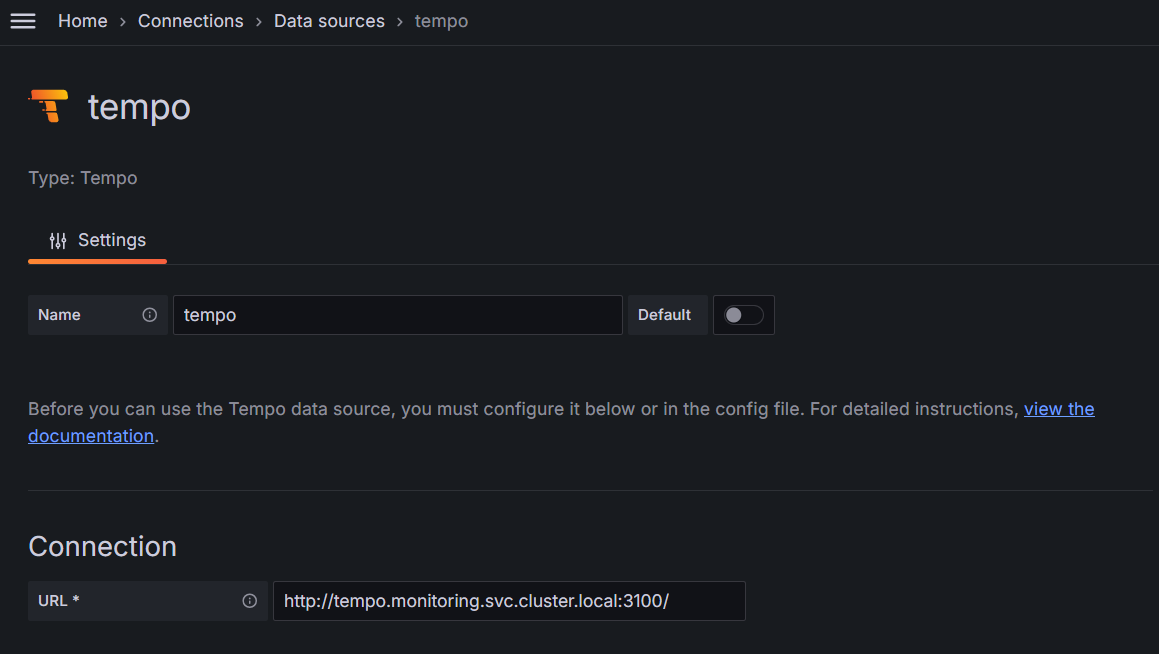 Home › Connections › Data sources › tempo
tempo
Type: Tempo
Settings
Name
tempo
Default
Before you can use the Tempo data source, you must configure it below or in the config file. For detailed instructions, view the
documentation.
Connection
URL *
http://tempo.monitoring.svc.cluster.local:3100/